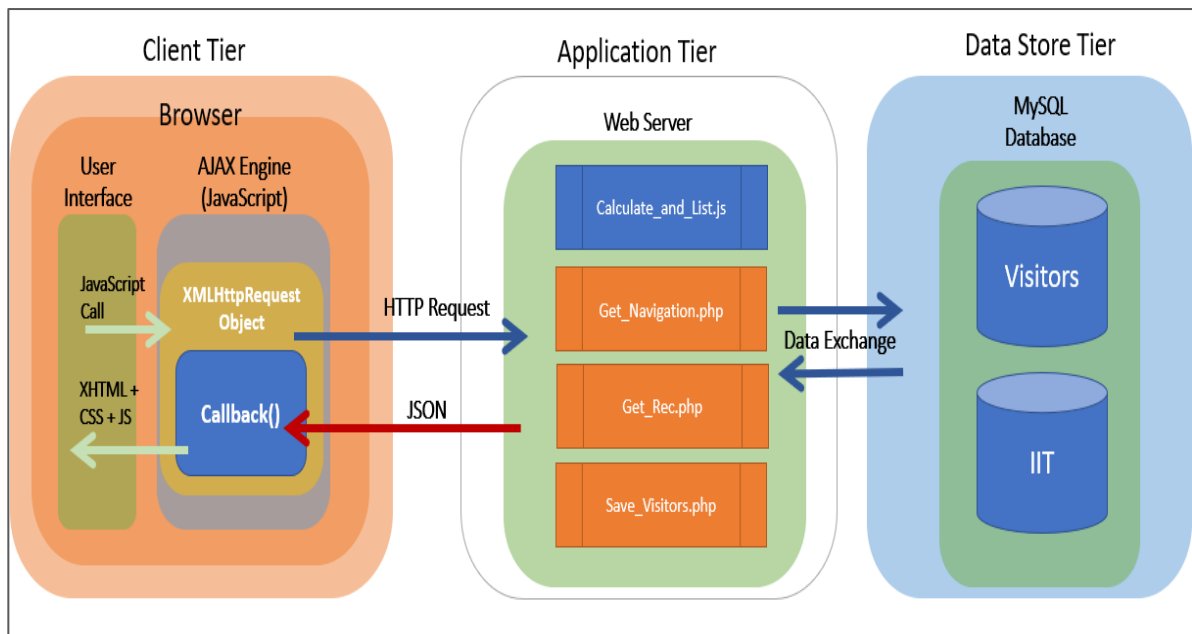 Client Tier
Browser
User
Interface
AJAX Engine
(JavaScript)
JavaScript
Call
XMLHttpRequest
Object
XHTML +
CSS + JS
Callback()
HTTP Request
JSON
Application Tier
Web Server
Calculate_and_List.js
Get_Navigation.php
Get_Rec.php
Save_Visitors.php
Data Exchange
Data Store Tier
MySQL
Database
Visitors
IIT